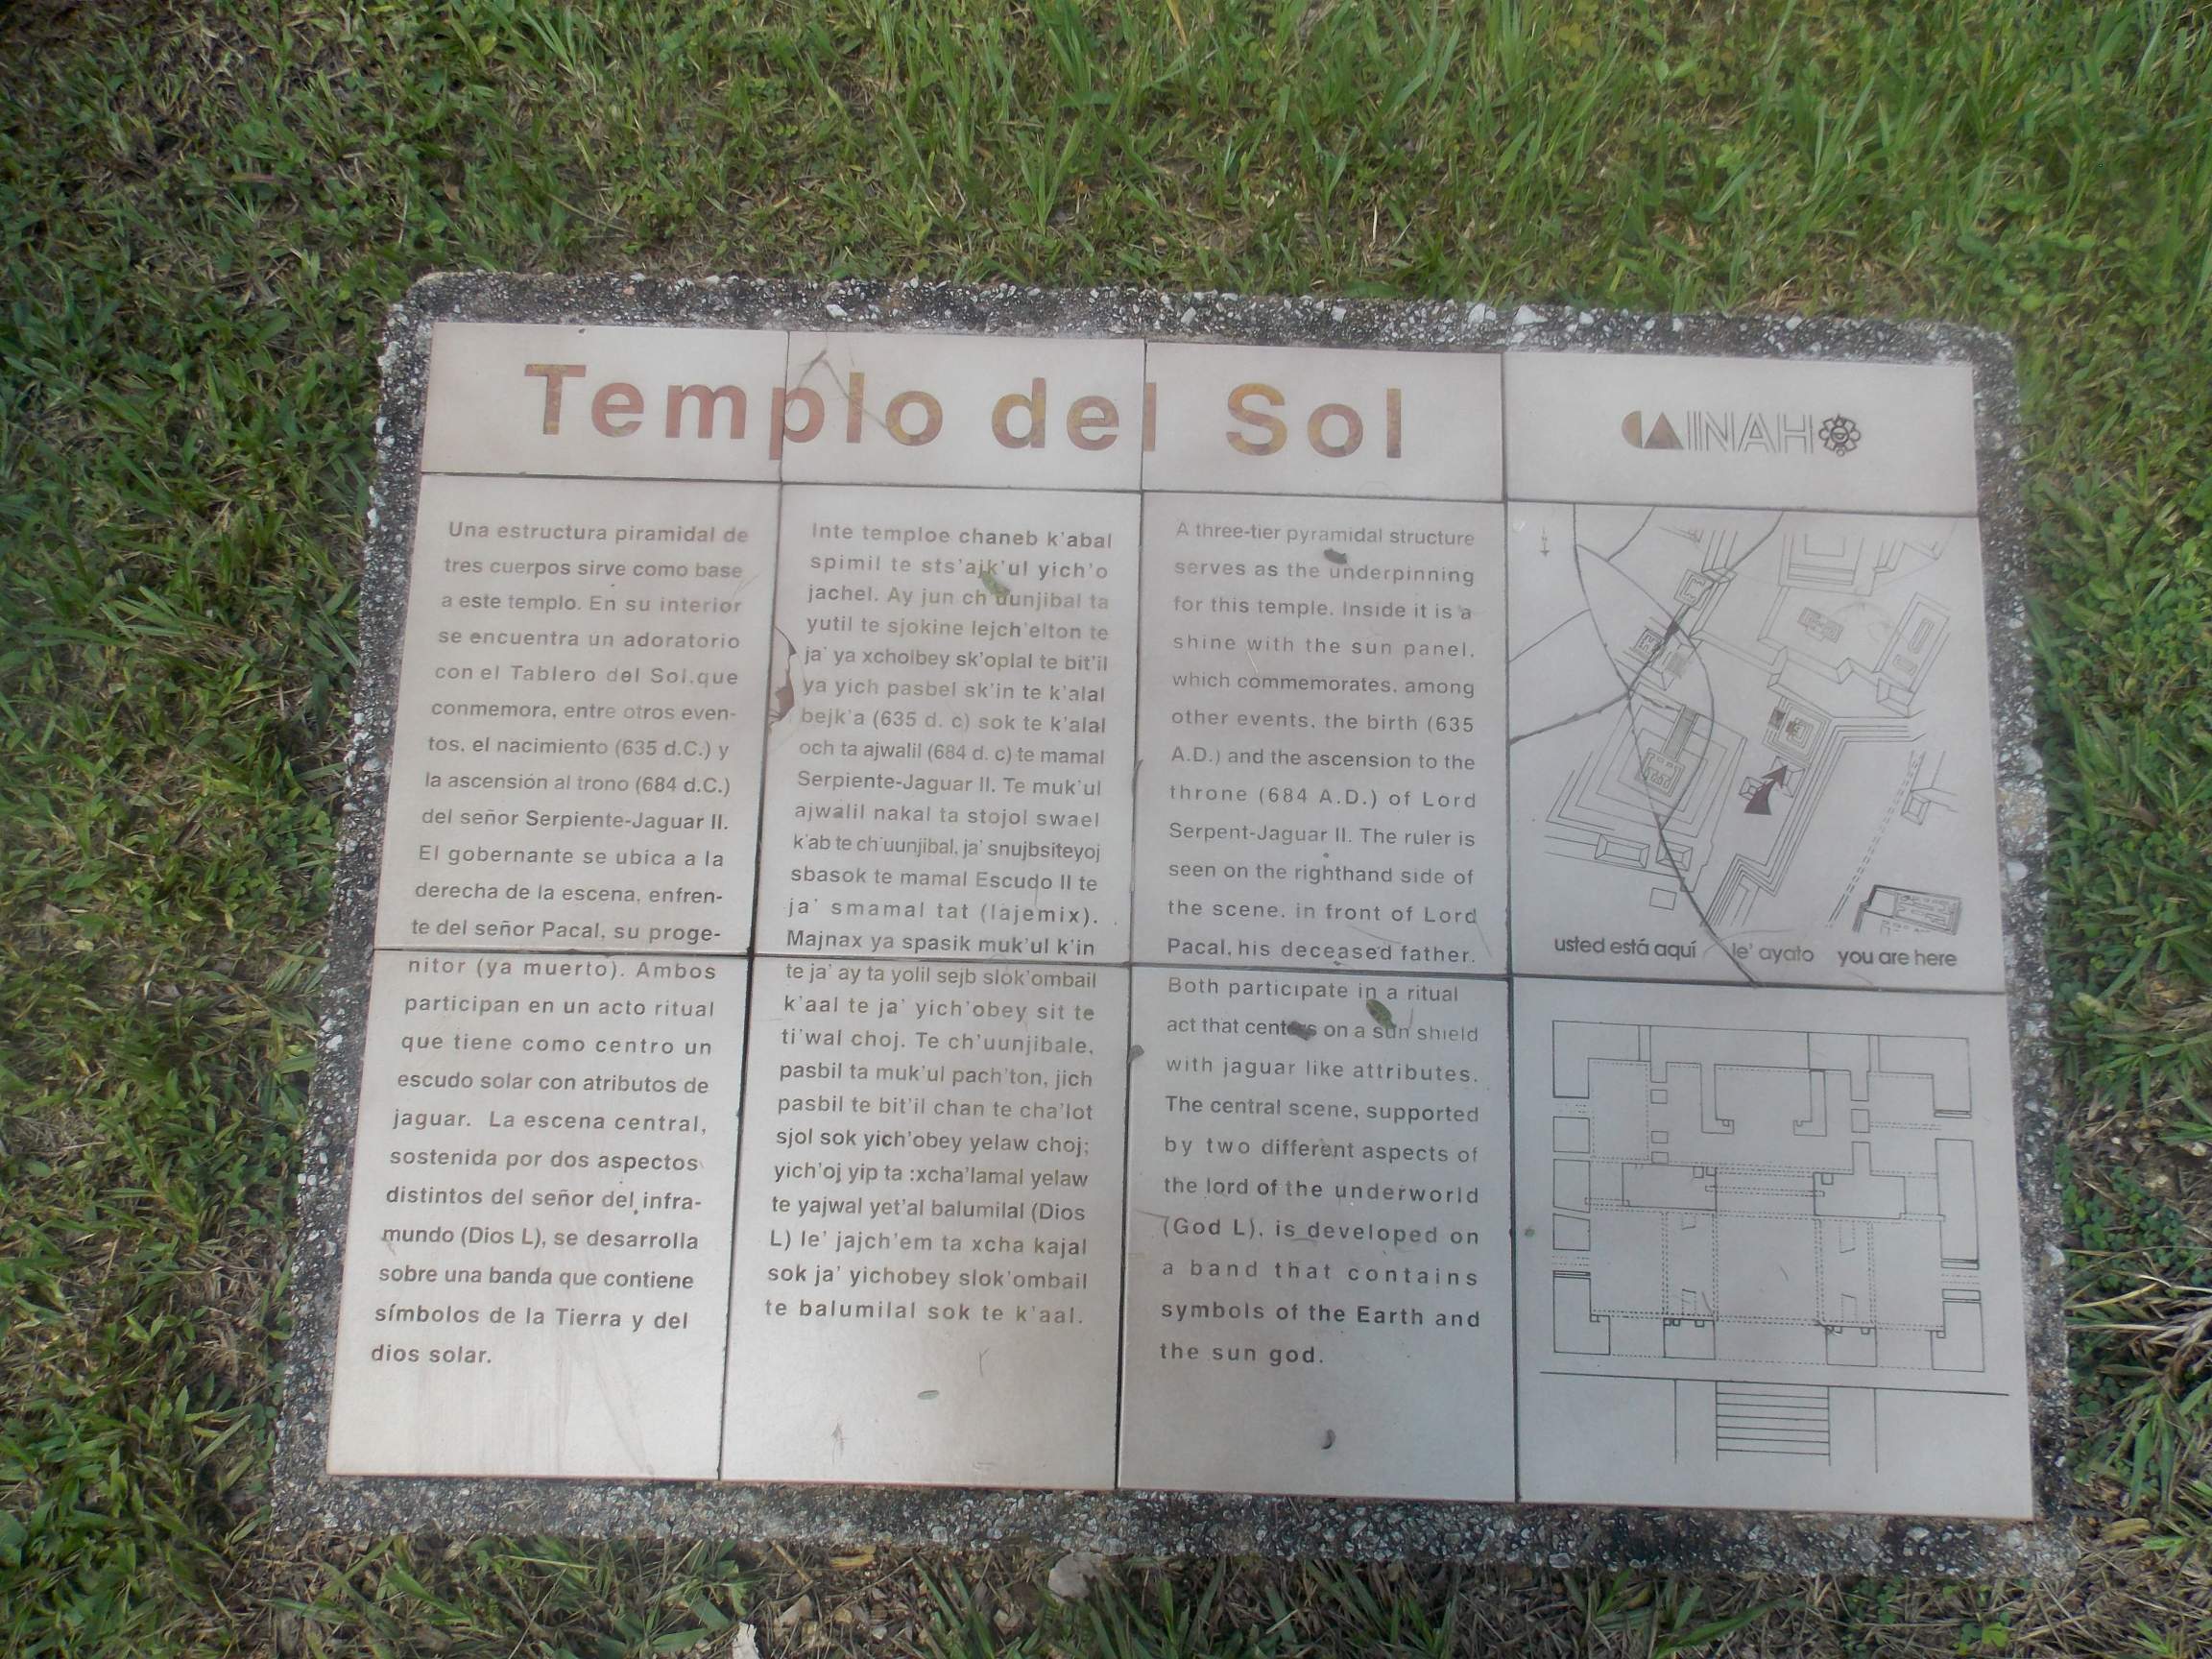 Templo del Sol
CA INAH
Una estructura piramidal de
tres cuerpos sirve como base
a este templo. En su interior
se encuentra un adoratorio
con el Tablero del Sol, que
conmemora, entre otros even-
tos, el nacimiento (635 d.C.) y
la ascensión al trono (684 d.C.)
del señor Serpiente-Jaguar II.
El gobernante se ubica a la
derecha de la escena, enfren-
te del señor Pacal, su proge-
nitor (ya muerto). Ambos
participan en un acto ritual
que tiene como centro un
escudo solar con atributos de
jaguar. La escena central,
sostenida por dos aspectos
distintos del señor del infra-
mundo (Dios L), se desarrolla
sobre una banda que contiene
símbolos de la Tierra y del
dios solar.
Inte temploe chaneb k'abal
spimil te sts'ajk'ul yich'o
jachel. Ay jun ch'uunjibal ta
yutil te sjokine lejch'elton te
ja' ya xcholbey sk'oplal te bit'il
ya yich pasbel sk'in te k'alal
bejk'a (635 d. c) sok te k'alal
och ta ajwalil (684 d. c) te mamal
Serpiente-Jaguar II. Te muk'ul
ajwalil nakal ta stojol swael
k'ab te ch'uunjibal, ja' snujbsiteyoj
sbasok te mamal Escudo II te
ja' smamal tat (lajemix).
Majnax ya spasik muk'ul k'in
te ja' ay ta yolil sejb slok'ombail
k'aal te ja' yich'obey sit te
ti'wal choj. Te ch'uunjibale,
pasbil ta muk'ul pach'ton, jich
pasbil te bit'il chan te cha'lot
sjol sok yich'obey yelaw choj;
yich'oj yip ta :xcha'lamal yelaw
te yajwal yet'al balumilal (Dios
L) le' jajch'em ta xcha kajal
sok ja' yichobey slok'ombail
te balumilal sok te k'aal.
A three-tier pyramidal structure
serves as the underpinning
for this temple. Inside it is a
shine with the sun panel,
which commemorates, among
other events, the birth (635
A.D.) and the ascension to the
throne (684 A.D.) of Lord
Serpent-Jaguar II. The ruler is
seen on the righthand side of
the scene, in front of Lord
Pacal, his deceased father.
Both participate in a ritual
act that centers on a sun shield
with jaguar like attributes.
The central scene, supported
by two different aspects of
the lord of the underworld
(God L), is developed on
a band that contains
symbols of the Earth and
the sun god.
usted está aquí le' ayato you are here